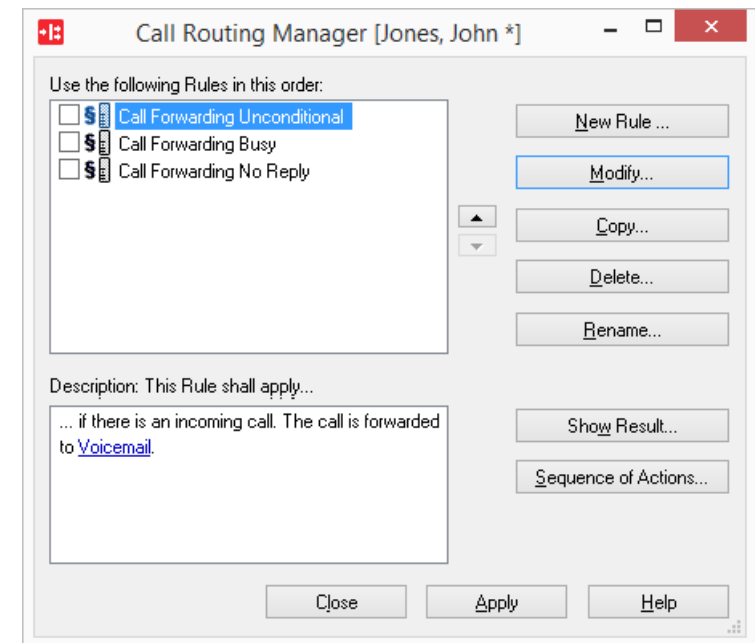 Call Routing Manager [Jones, John *]
Use the following Rules in this order:
Call Forwarding Unconditional
Call Forwarding Busy
Call Forwarding No Reply
New Rule ...
Modify...
Copy...
Delete...
Rename...
Description: This Rule shall apply...
... if there is an incoming call. The call is forwarded
to Voicemail.
Show Result...
Sequence of Actions...
Close
Apply
Help